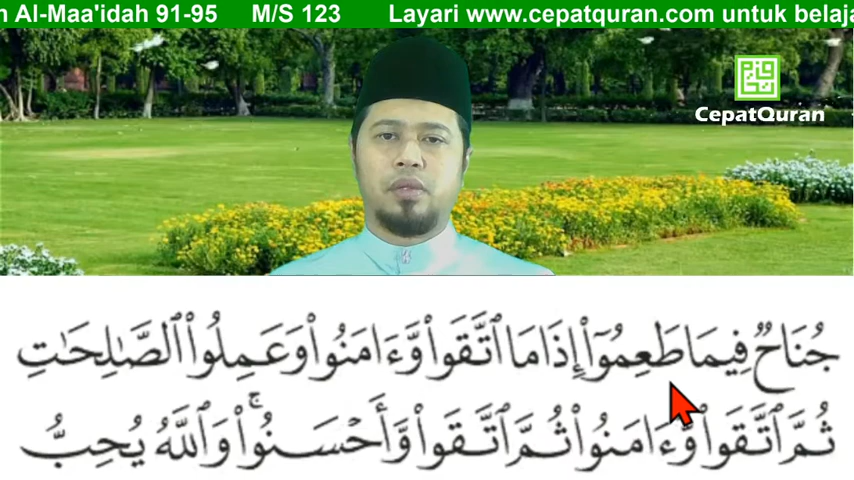 n Al-Maa'idah 91-95 M/S 123 Layari www.cepatquran.com untuk belaja
CepatQuran
جُنَاحٌ فِيمَا طَعِمُوٓا۟ إِذَا مَا ٱتَّقَوا۟ وَّءَامَنُوا۟ وَعَمِلُوا۟ ٱلصَّـٰلِحَـٰتِ
ثُمَّ ٱتَّقَوا۟ وَّءَامَنُوا۟ ثُمَّ ٱتَّقَوا۟ وَّأَحْسَنُوا۟ ۚ وَٱللَّهُ يُحِبُّ